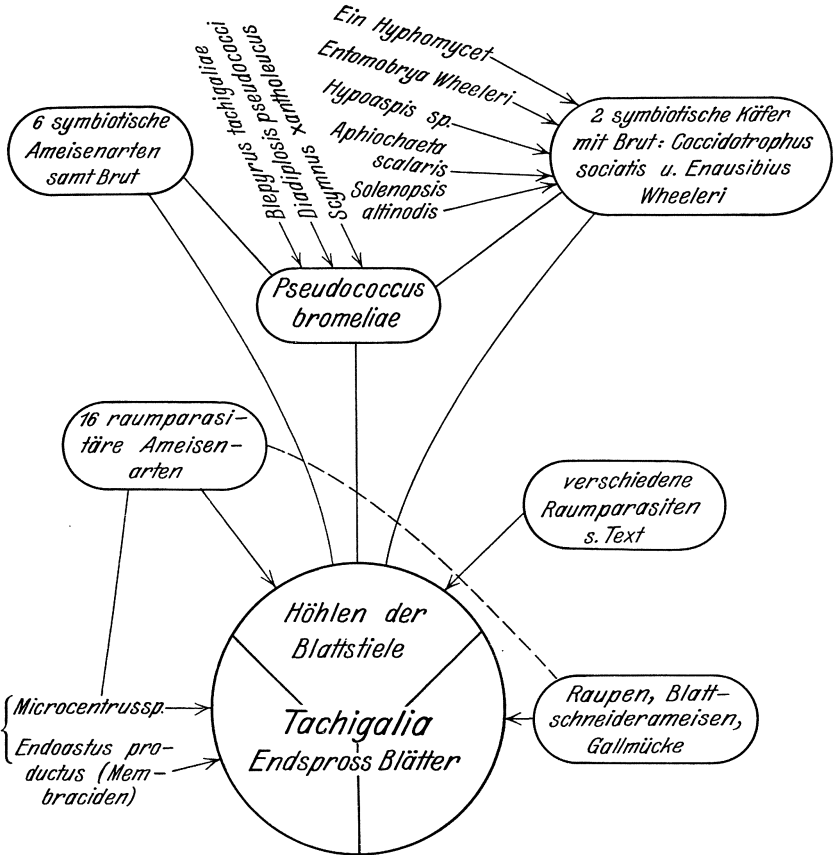 Ein Hyphomycet
Entomobrya Wheeleri
Hypoaspis sp.
Aphiochaeta
scalaris
Solenopsis
altinodis
Blepyrus tachigaliae
Diadiplosis pseudococci
Scymnus xantholeucus
6 symbiotische
Ameisenarten
samt Brut
2 symbiotische Käfer
mit Brut: Coccidotrophus
socialis u. Enausibius
Wheeleri
Pseudococcus
bromeliae
16 raumparasi-
täre Ameisen-
arten
verschiedene
Raumparasiten
s. Text
Höhlen der
Blattstiele
Tachigalia
Endspross Blätter
Microcentrus sp.
Endoastus pro-
ductus (Mem-
braciden)
Raupen, Blatt-
schneiderameisen,
Gallmücke